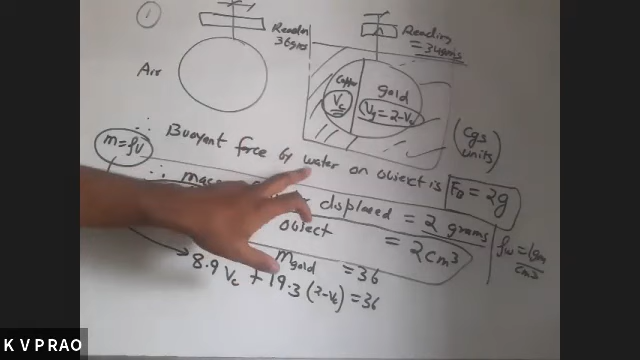 ①
Reading
36gms
Reading
= 34gms
Air
Copper
Vc
gold
Vg = 2-Vc
(Cgs
units)
m = ρv
∴ Buoyant force by water on object is FB = 2g
∴ displaced = 2 grams
object = 2cm³
ρw = 1gm/cm³
mgold = 36
8.9 Vc + 19.3 (2-Vc) = 36
K V P RAO